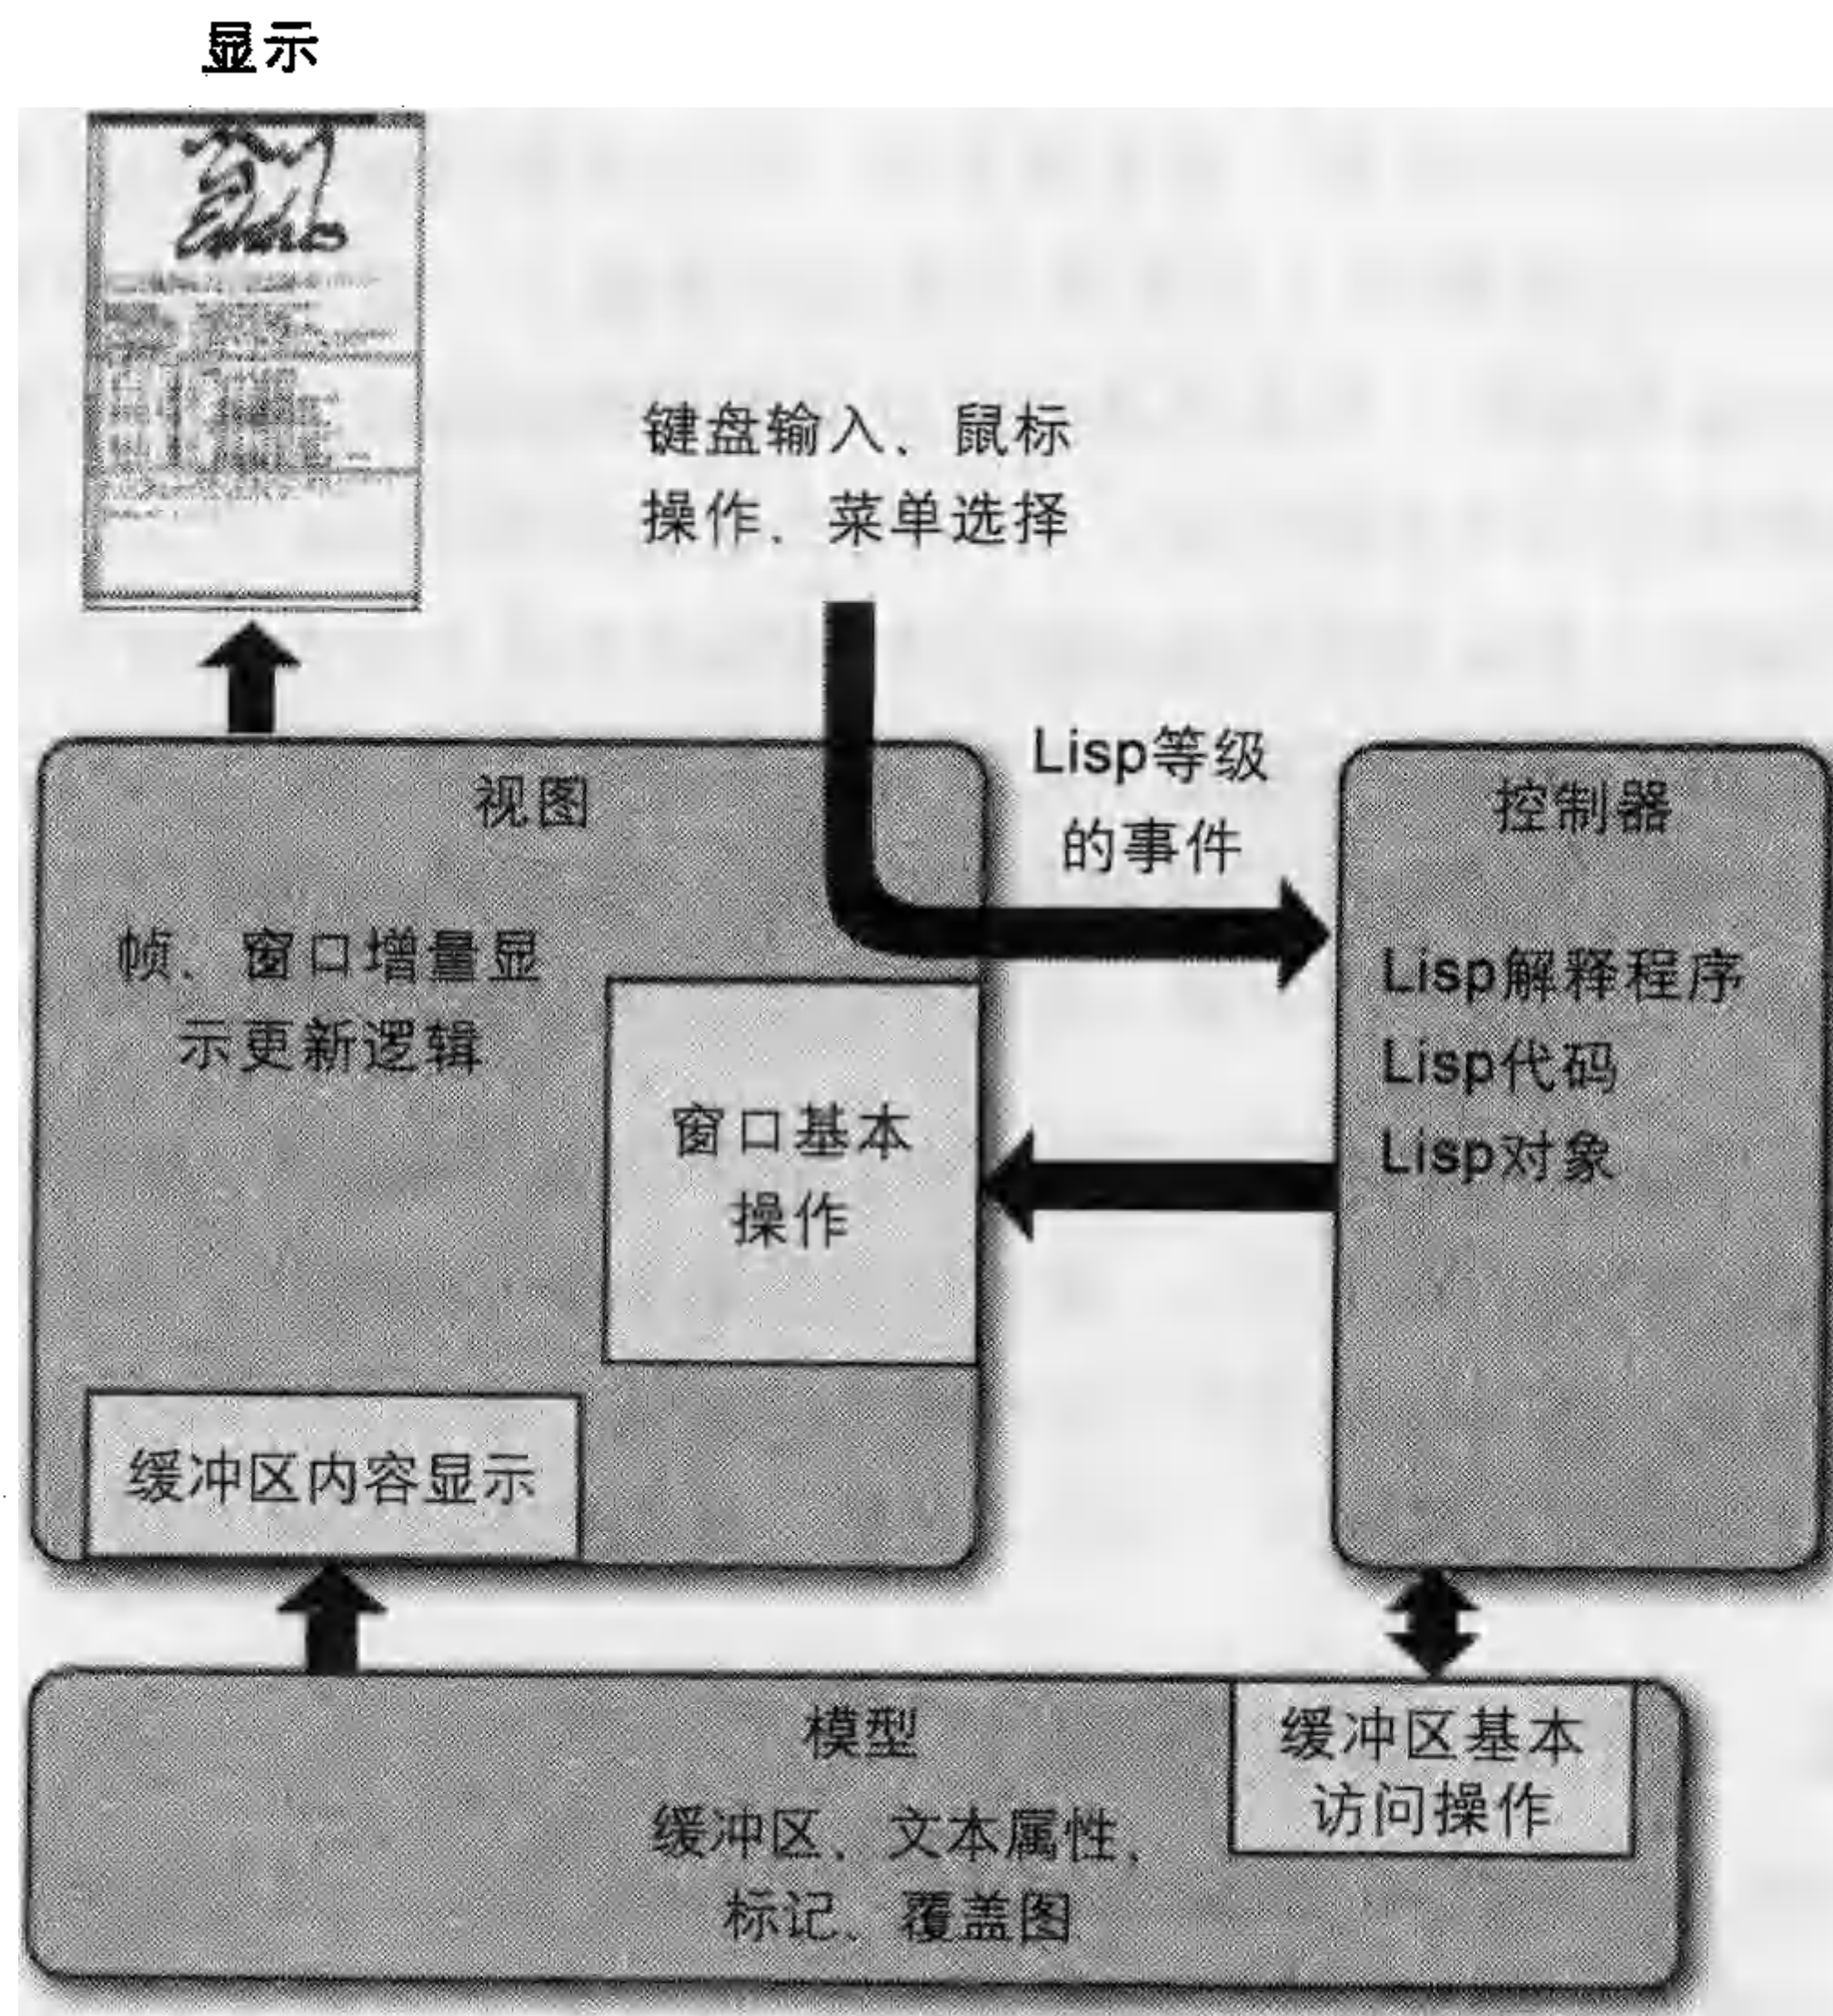 显示
键盘输入、鼠标
操作、菜单选择
Lisp等级
的事件
视图
帧、窗口增量显
示更新逻辑
窗口基本
操作
缓冲区内容显示
控制器
Lisp解释程序
Lisp代码
Lisp对象
模型
缓冲区、文本属性、
标记、覆盖图
缓冲区基本
访问操作